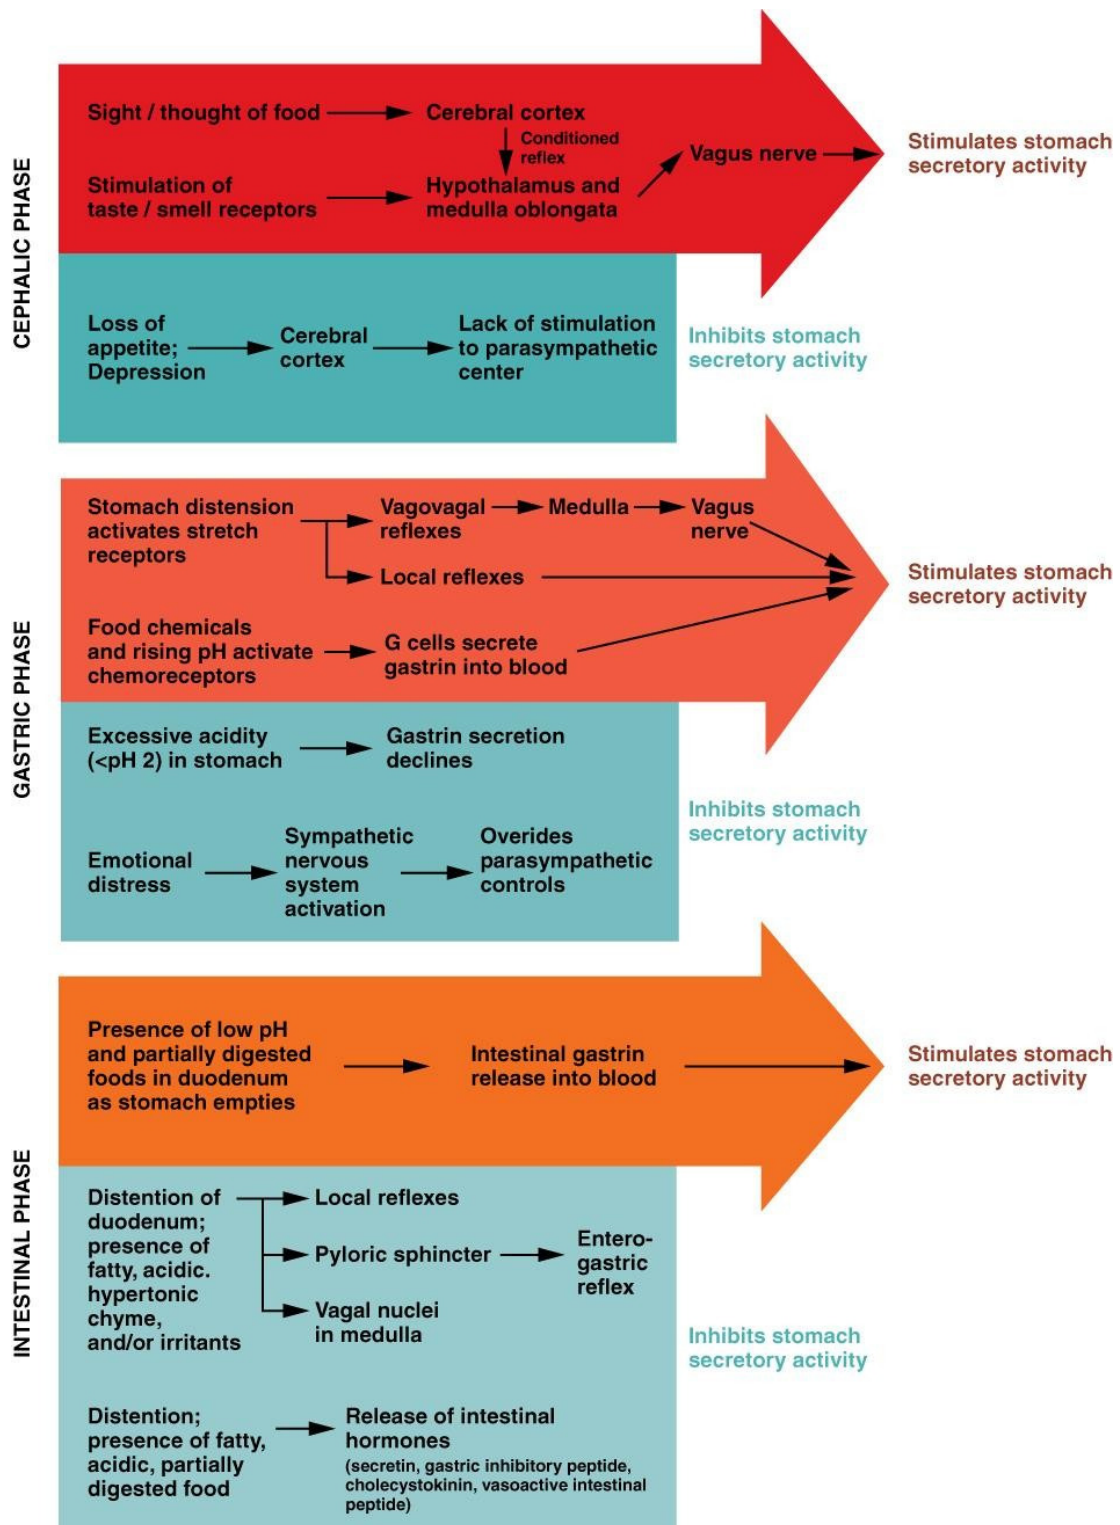 CEPHALIC PHASE
Sight / thought of food
Cerebral cortex
Conditioned
reflex
Stimulation of
taste / smell receptors
Hypothalamus and
medulla oblongata
Vagus nerve
Stimulates stomach
secretory activity
Loss of
appetite;
Depression
Cerebral
cortex
Lack of stimulation
to parasympathetic
center
Inhibits stomach
secretory activity
GASTRIC PHASE
Stomach distension
activates stretch
receptors
Vagovagal
reflexes
Medulla
Vagus
nerve
Local reflexes
Food chemicals
and rising pH activate
chemoreceptors
G cells secrete
gastrin into blood
Stimulates stomach
secretory activity
Excessive acidity
(<pH 2) in stomach
Gastrin secretion
declines
Emotional
distress
Sympathetic
nervous
system
activation
Overides
parasympathetic
controls
Inhibits stomach
secretory activity
INTESTINAL PHASE
Presence of low pH
and partially digested
foods in duodenum
as stomach empties
Intestinal gastrin
release into blood
Stimulates stomach
secretory activity
Distention of
duodenum;
presence of
fatty, acidic.
hypertonic
chyme,
and/or irritants
Local reflexes
Pyloric sphincter
Entero-
gastric
reflex
Vagal nuclei
in medulla
Inhibits stomach
secretory activity
Distention;
presence of fatty,
acidic, partially
digested food
Release of intestinal
hormones
(secretin, gastric inhibitory peptide,
cholecystokinin, vasoactive intestinal
peptide)